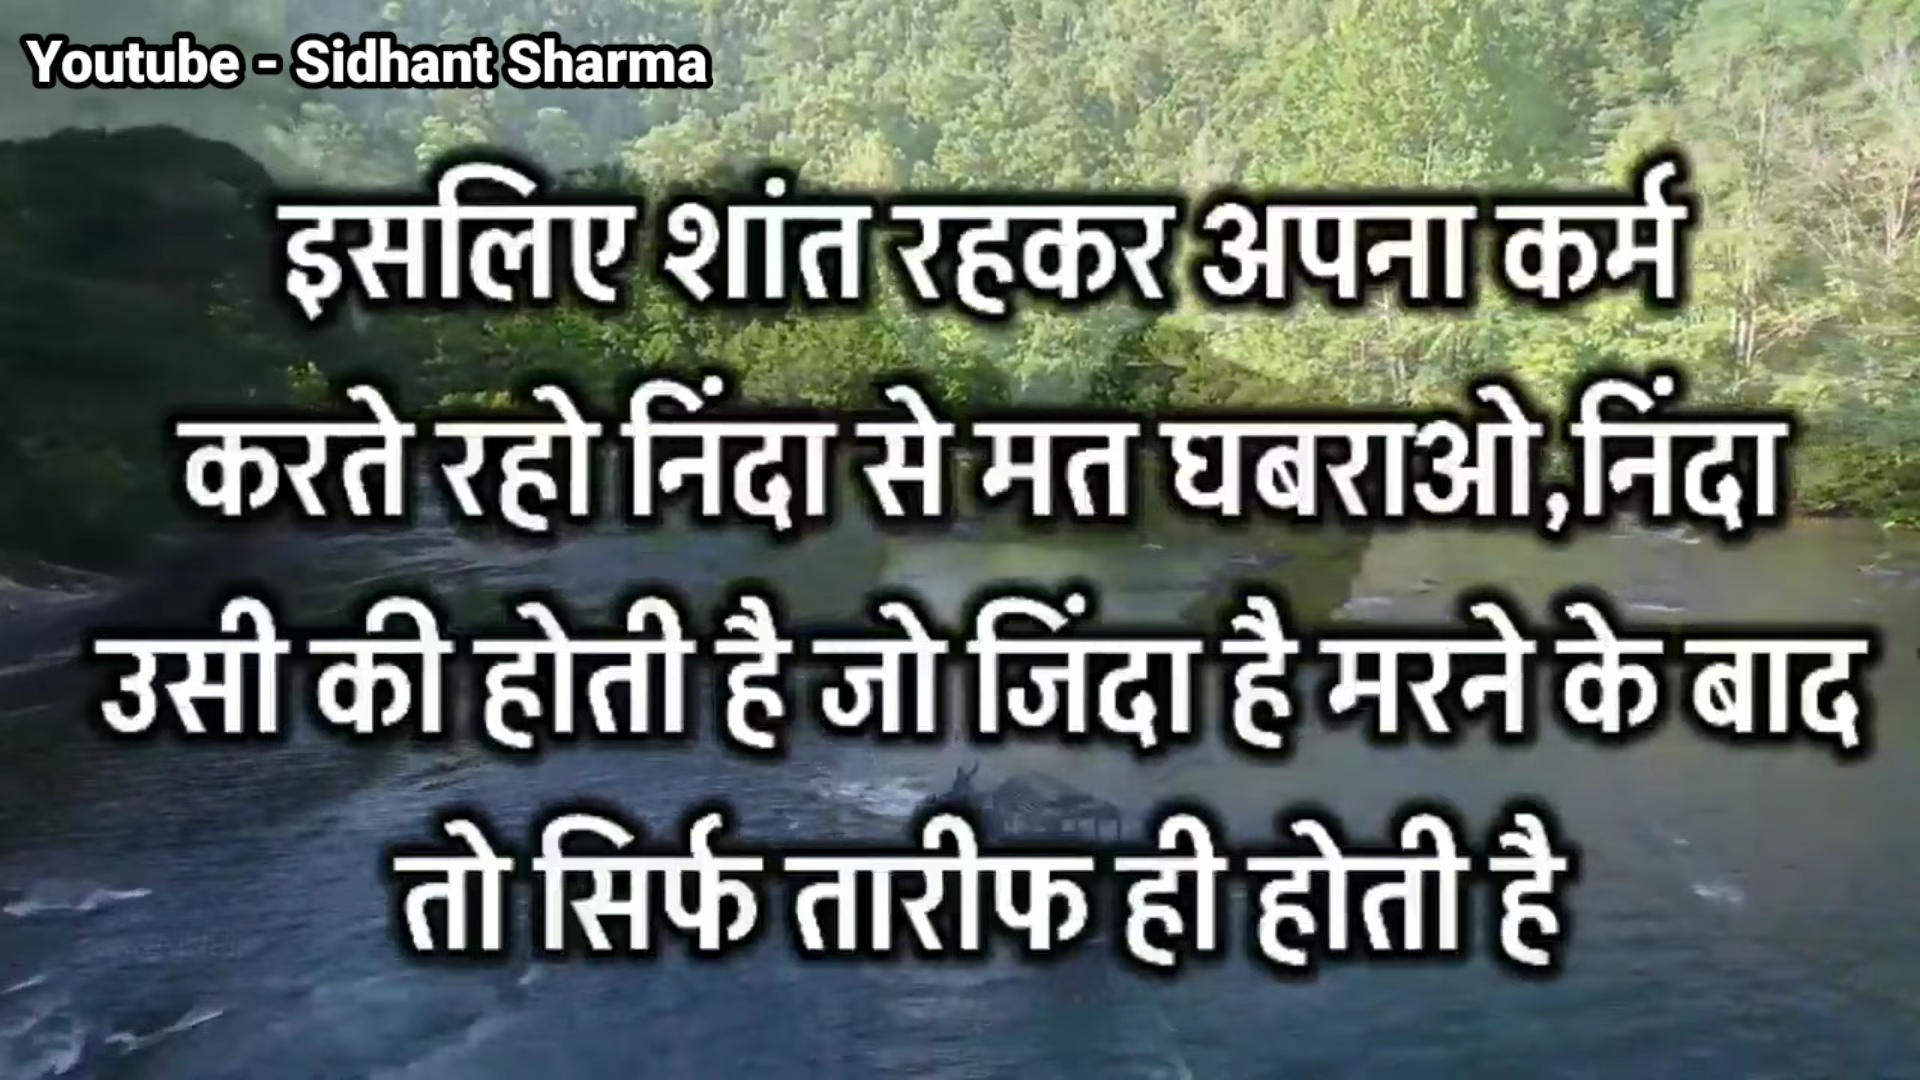 Youtube - Sidhant Sharma
इसलिए शांत रहकर अपना कर्म
करते रहो निंदा से मत घबराओ,निंदा
उसी की होती है जो जिंदा है मरने के बाद
तो सिर्फ तारीफ ही होती है